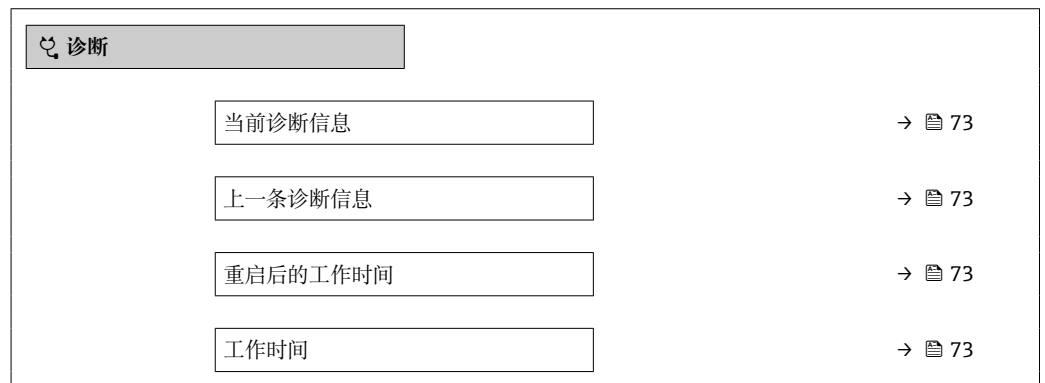 诊断
当前诊断信息 → 73
上一条诊断信息 → 73
重启后的工作时间 → 73
工作时间 → 73